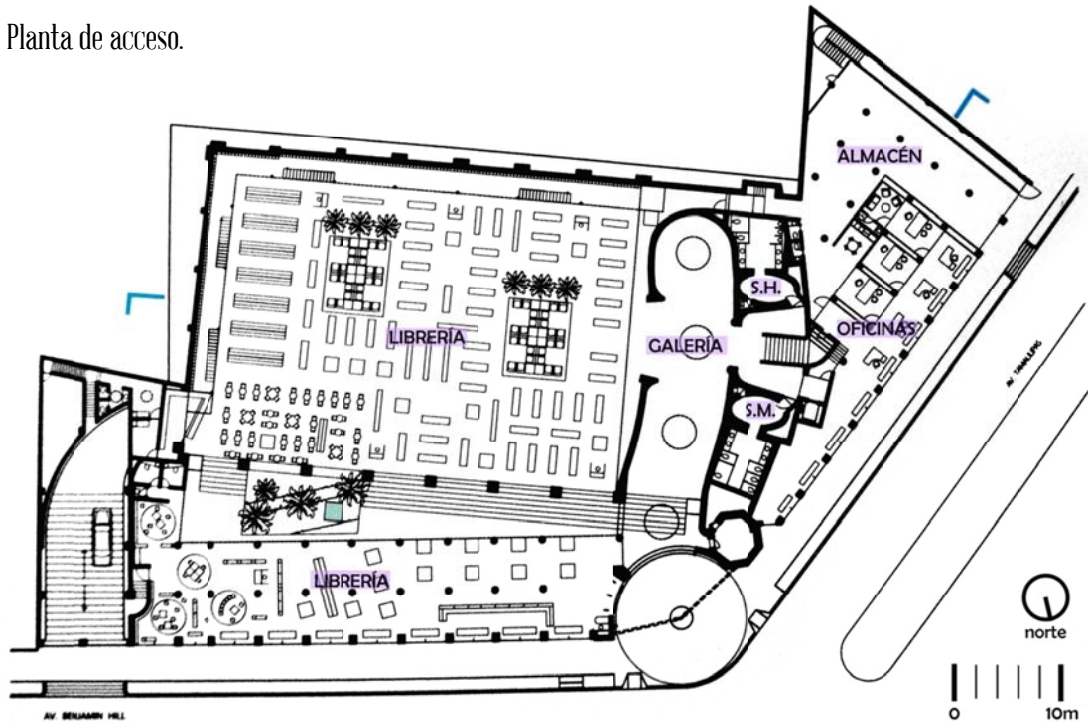 Planta de acceso.
ALMACÉN
S.H.
LIBRERÍA
GALERÍA
OFICINAS
AV TAMAULIPAS
S.M.
LIBRERÍA
norte
0 10m
AV. BENJAMIN HILL